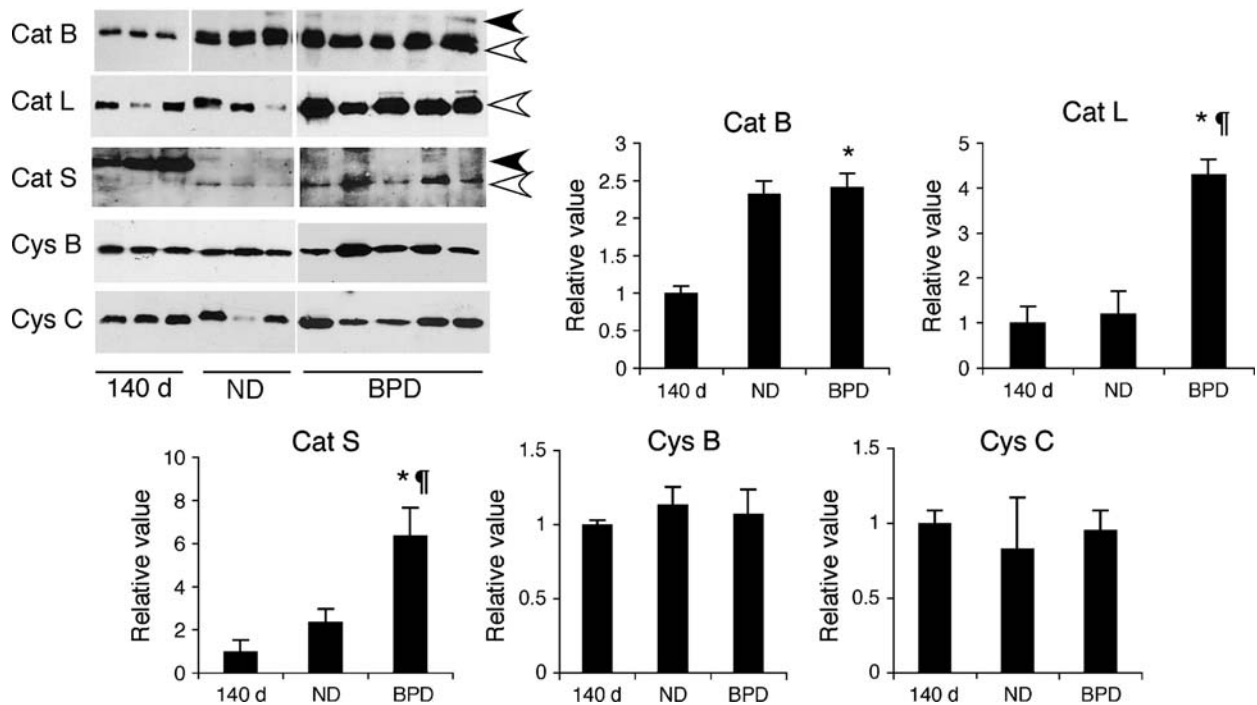 Cat B
Cat L
Cat S
Cys B
Cys C
140 d ND BPD
Cat B
Relative value
3
2.5
2
1.5
1
0.5
0
* 
140 d ND BPD
Cat L
Relative value
5
4
3
2
1
0
* ¶
140 d ND BPD
Cat S
Relative value
10
8
6
4
2
0
* ¶
140 d ND BPD
Cys B
Relative value
1.5
1
0.5
0
140 d ND BPD
Cys C
Relative value
1.5
1
0.5
0
140 d ND BPD